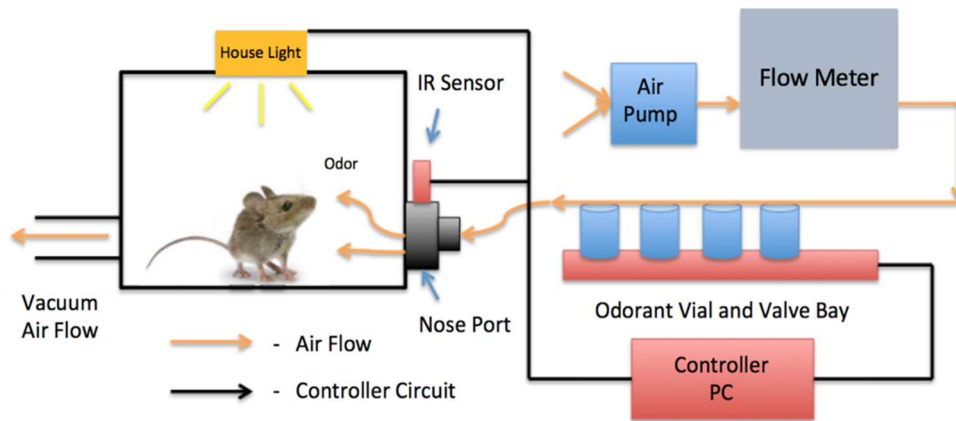 House Light
IR Sensor
Air
Pump
Flow Meter
Odor
Vacuum
Air Flow
Nose Port
Odorant Vial and Valve Bay
- Air Flow
- Controller Circuit
Controller
PC